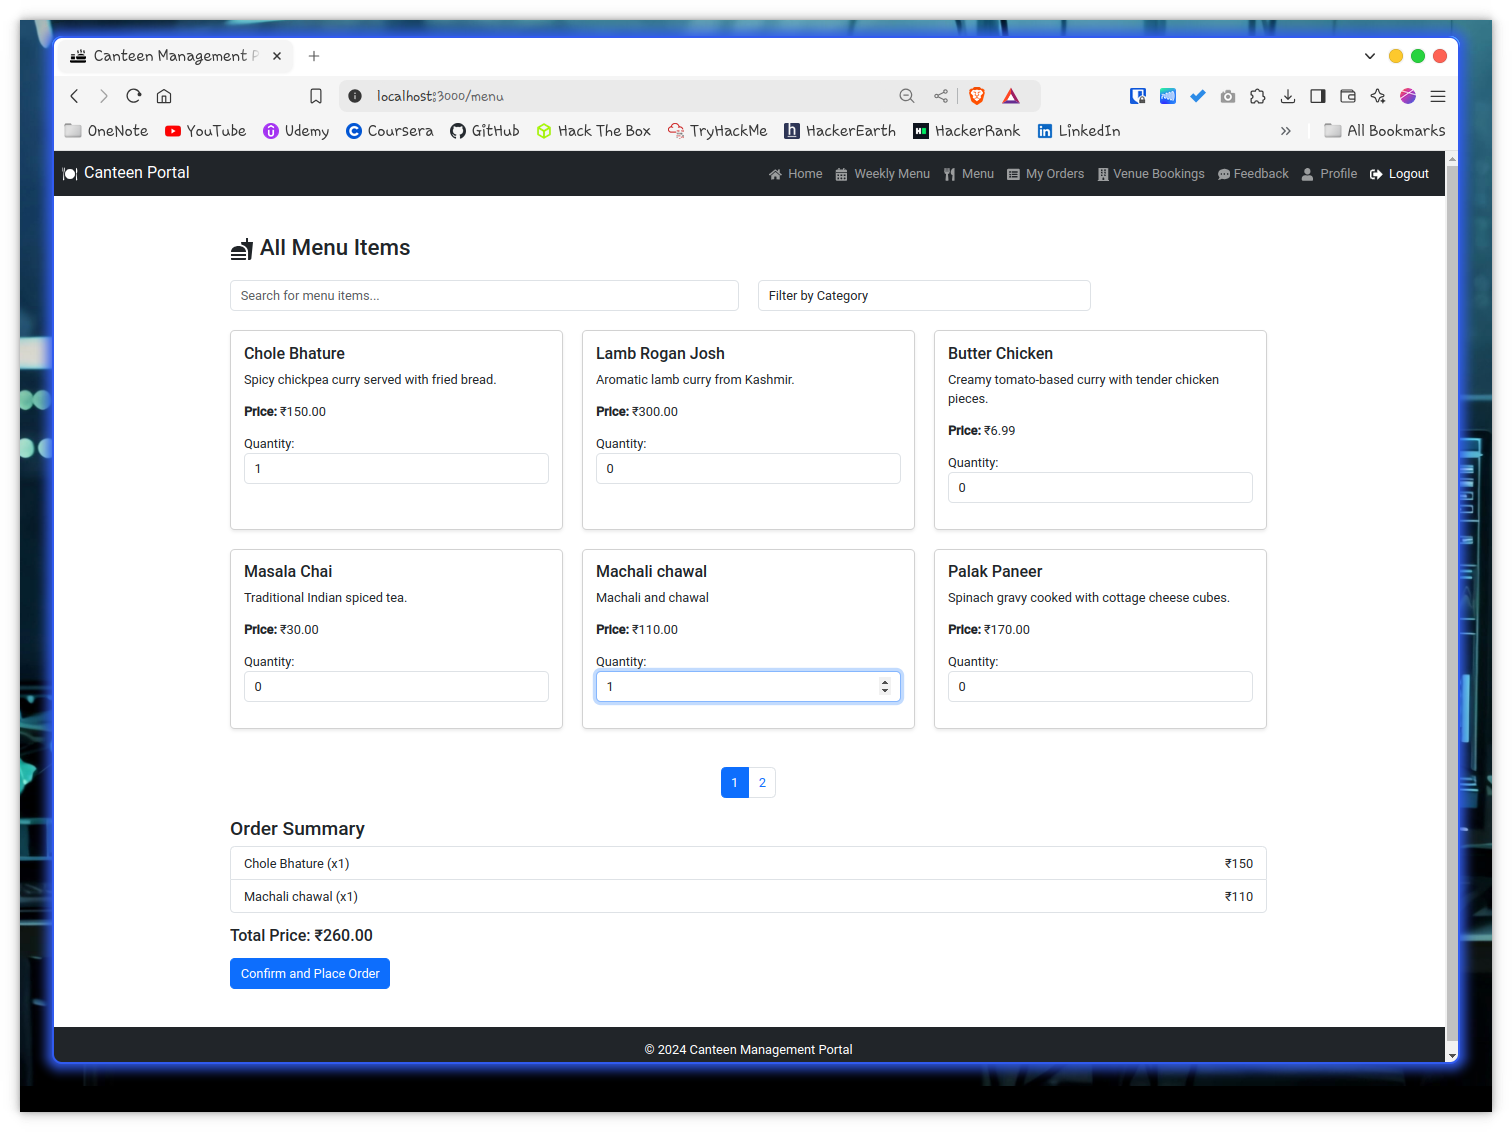 Canteen Management P
localhost:3000/menu
OneNote YouTube Udemy Coursera GitHub Hack The Box TryHackMe HackerEarth HackerRank LinkedIn » All Bookmarks
Canteen Portal Home Weekly Menu Menu My Orders Venue Bookings Feedback Profile Logout
All Menu Items
Search for menu items... Filter by Category
Chole Bhature
Spicy chickpea curry served with fried bread.
Price: ₹150.00
Quantity:
1
Lamb Rogan Josh
Aromatic lamb curry from Kashmir.
Price: ₹300.00
Quantity:
0
Butter Chicken
Creamy tomato-based curry with tender chicken
pieces.
Price: ₹6.99
Quantity:
0
Masala Chai
Traditional Indian spiced tea.
Price: ₹30.00
Quantity:
0
Machali chawal
Machali and chawal
Price: ₹110.00
Quantity:
1
Palak Paneer
Spinach gravy cooked with cottage cheese cubes.
Price: ₹170.00
Quantity:
0
1 2
Order Summary
Chole Bhature (x1) ₹150
Machali chawal (x1) ₹110
Total Price: ₹260.00
Confirm and Place Order
© 2024 Canteen Management Portal